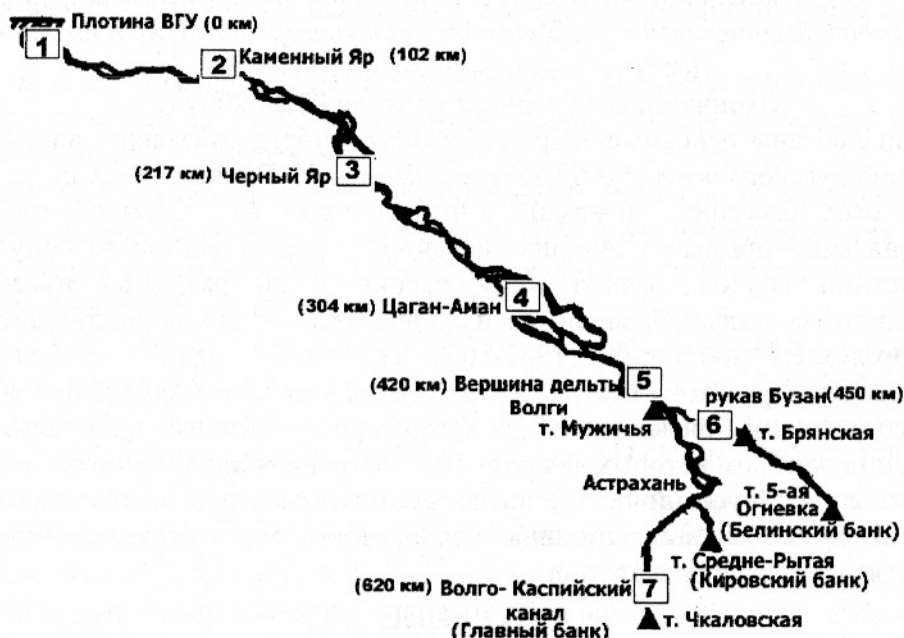 Плотина ВГУ (0 км)
1
2
Каменный Яр (102 км)
(217 км) Черный Яр 3
(304 км) Цаган-Аман 4
(420 км) Вершина дельты 5
Волги
т. Мужичья
рукав Бузан(450 км)
6
т. Брянская
Астрахань
т. 5-ая
Огневка
(Белинский банк)
т. Средне-Рытая
(Кировский банк)
(620 км) Волго- Каспийский 7
канал
(Главный банк)
т. Чкаловская